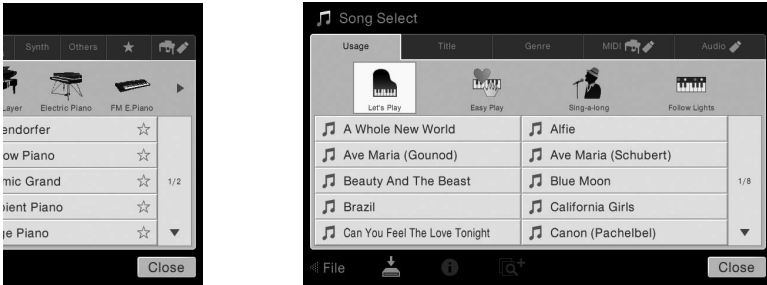 Synth Others
Layer Electric Piano FM E.Piano
endorfer
ow Piano
mic Grand
1/2
bient Piano
ge Piano
Close
Song Select
Usage Title Genre MIDI Audio
Let's Play Easy Play Sing-a-long Follow Lights
A Whole New World Alfie
Ave Maria (Gounod) Ave Maria (Schubert)
Beauty And The Beast Blue Moon
1/8
Brazil California Girls
Can You Feel The Love Tonight Canon (Pachelbel)
File
Close